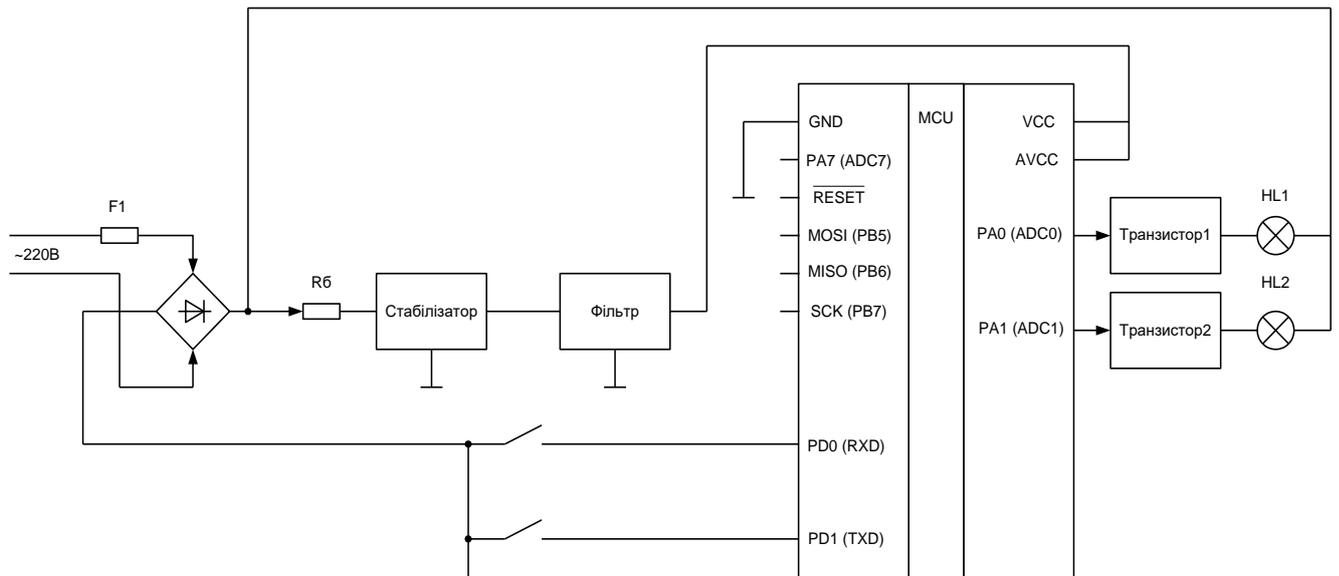 GND
MCU
VCC
PA7 (ADC7)
AVCC
RESET
F1
HL1
MOSI (PB5)
PA0 (ADC0)
Транзистор1
~220В
MISO (PB6)
Rб
HL2
Стабілізатор
Фільтр
SCK (PB7)
PA1 (ADC1)
Транзистор2
PD0 (RXD)
PD1 (TXD)